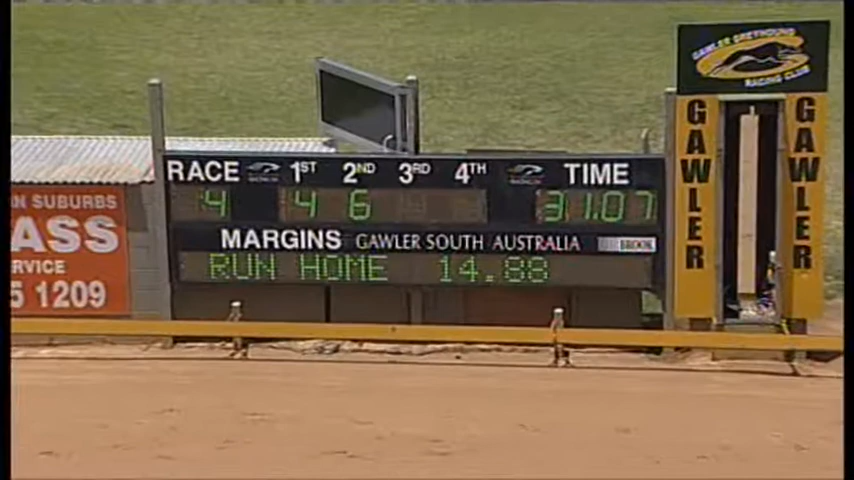 GAWLER GREYHOUND
RACING CLUB
RACE 1ST 2ND 3RD 4TH TIME
4 4 6 31.07
MARGINS GAWLER SOUTH AUSTRALIA
RUN HOME 14.88
GAWLER
GAWLER
N SUBURBS
ASS
RVICE
5 1209